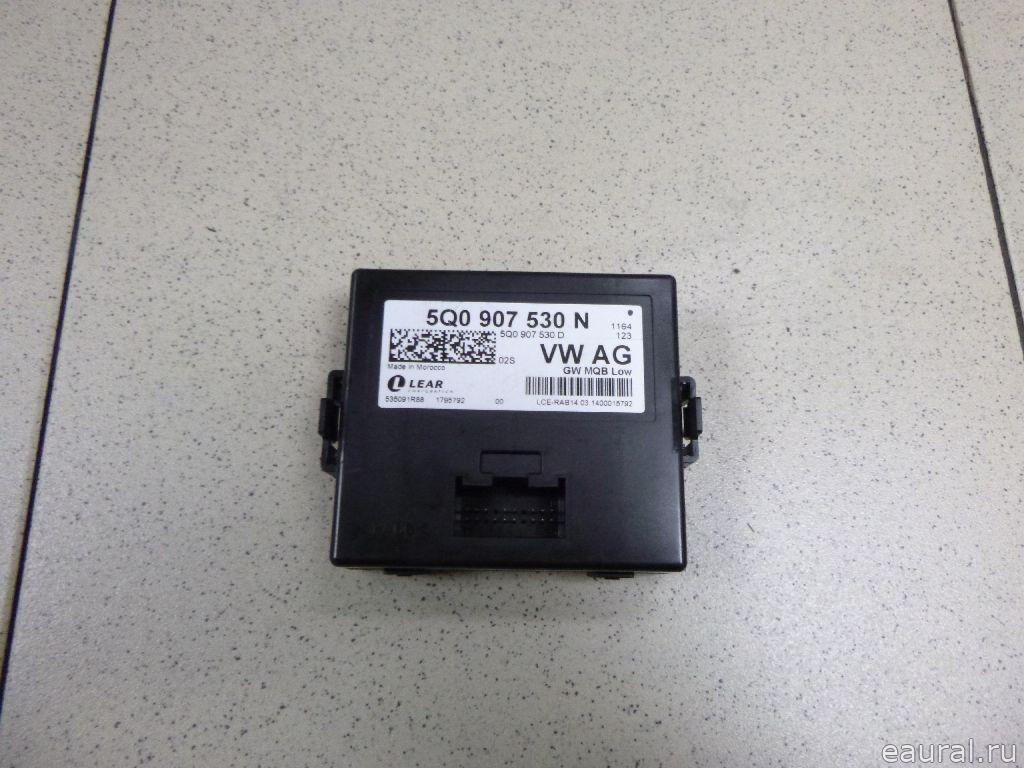 5Q0 907 530 N
1164
5Q0 907 530 D
123
02S
VW AG
Made in Morocco
GW MQB Low
LEAR
CORPORATION
535091R88 1795792 00
LCE-RAB14.03.1400015792
eaural.ru